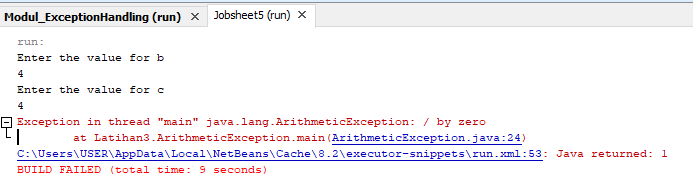 Modul_ExceptionHandling (run) Jobsheet5 (run)
run:
Enter the value for b
4
Enter the value for c
4
Exception in thread "main" java.lang.ArithmeticException: / by zero
at Latihan3.ArithmeticException.main(ArithmeticException.java:24)
C:\Users\USER\AppData\Local\NetBeans\Cache\8.2\executor-snippets\run.xml:53: Java returned: 1
BUILD FAILED (total time: 9 seconds)